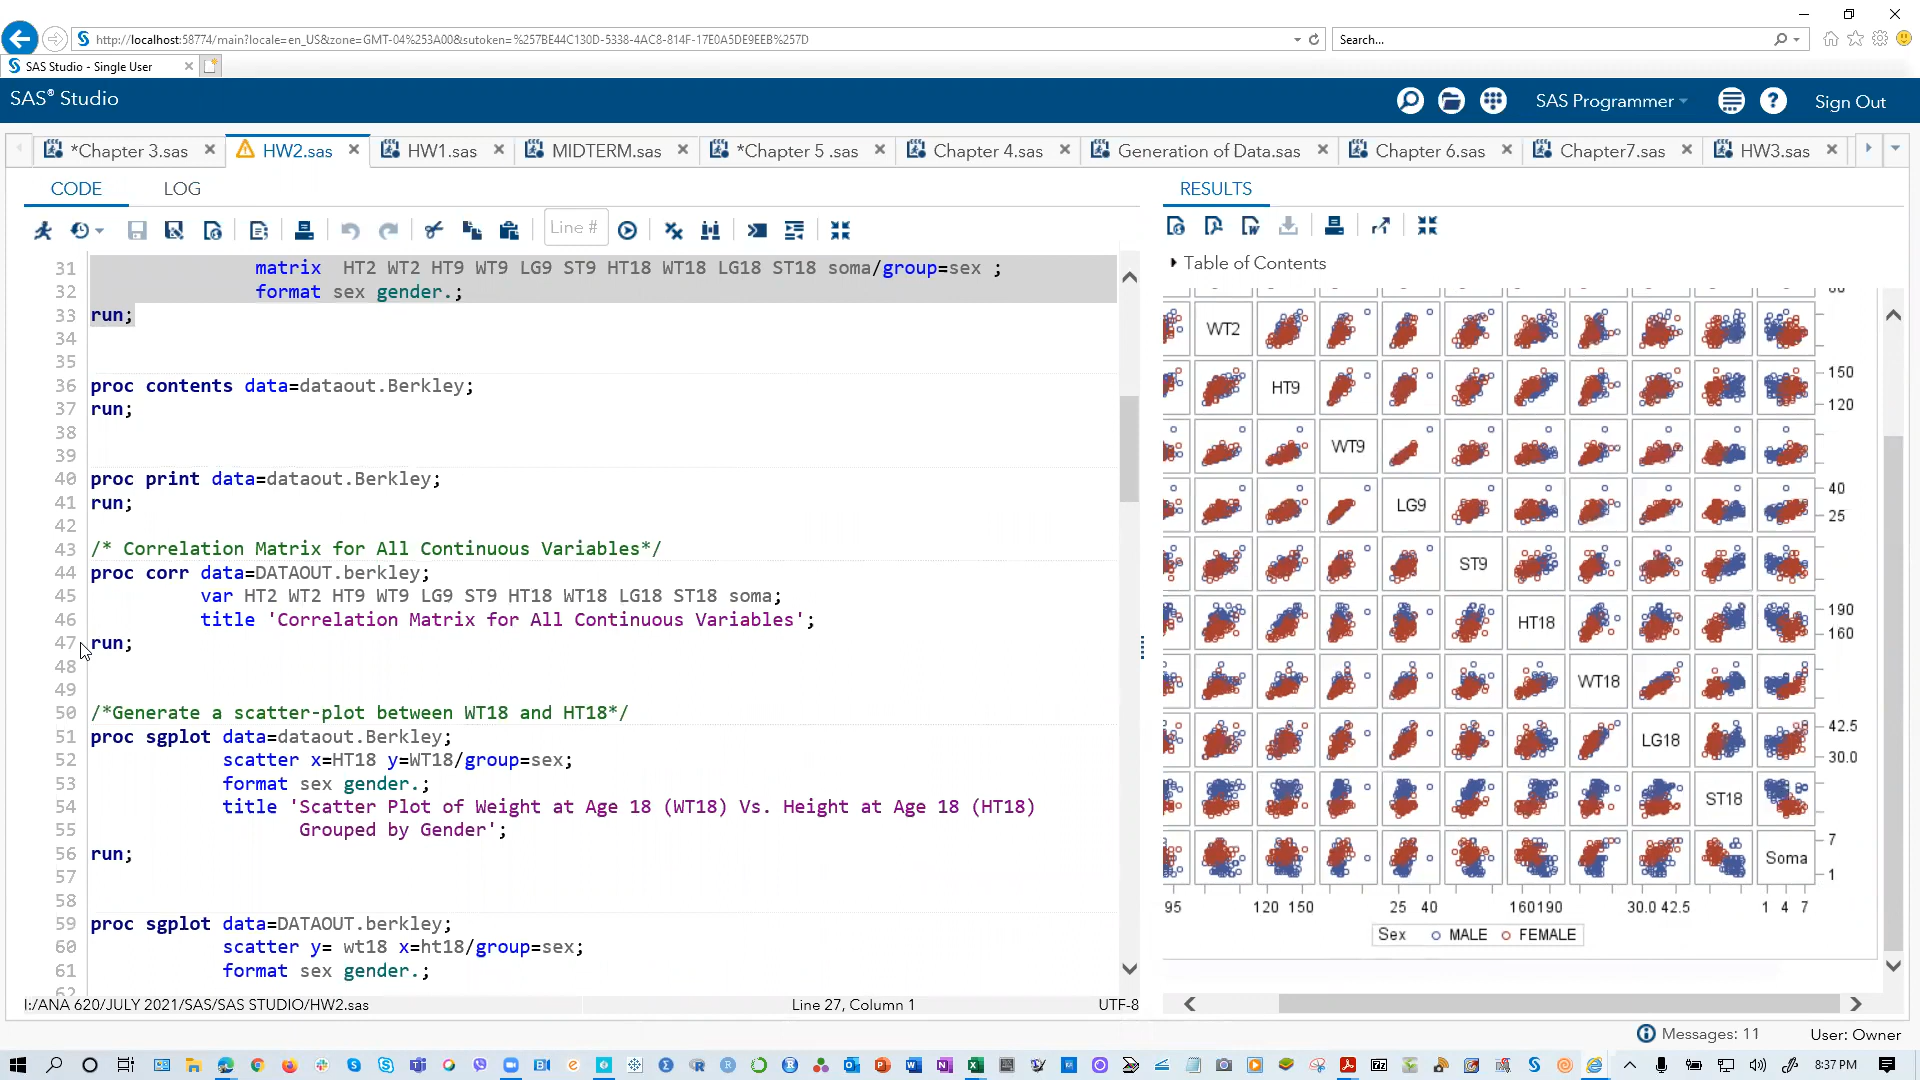 http://localhost:58774/main?locale=en_US&zone=GMT-04%253A00&sutoken=%257BE44C130D-5338-4AC8-814F-17E0A5DE9EEB%257D
Search...
SAS Studio - Single User
SAS® Studio
SAS Programmer
Sign Out
*Chapter 3.sas
HW2.sas
HW1.sas
MIDTERM.sas
*Chapter 5 .sas
Chapter 4.sas
Generation of Data.sas
Chapter 6.sas
Chapter7.sas
HW3.sas
CODE
LOG
RESULTS
Line #
Table of Contents
31 matrix HT2 WT2 HT9 WT9 LG9 ST9 HT18 WT18 LG18 ST18 soma/group=sex ;
32 format sex gender.;
33 run;
34
35
36 proc contents data=dataout.Berkley;
37 run;
38
39
40 proc print data=dataout.Berkley;
41 run;
42
43 /* Correlation Matrix for All Continuous Variables*/
44 proc corr data=DATAOUT.berkley;
45 var HT2 WT2 HT9 WT9 LG9 ST9 HT18 WT18 LG18 ST18 soma;
46 title 'Correlation Matrix for All Continuous Variables';
47 run;
48
49
50 /*Generate a scatter-plot between WT18 and HT18*/
51 proc sgplot data=dataout.Berkley;
52 scatter x=HT18 y=WT18/group=sex;
53 format sex gender.;
54 title 'Scatter Plot of Weight at Age 18 (WT18) Vs. Height at Age 18 (HT18)
55 Grouped by Gender';
56 run;
57
58
59 proc sgplot data=DATAOUT.berkley;
60 scatter y= wt18 x=ht18/group=sex;
61 format sex gender.;
62
WT2
HT9
150
120
WT9
LG9
40
25
ST9
HT18
190
160
WT18
LG18
42.5
30.0
ST18
Soma
7
1
95 120 150 25 40 160190 30.0 42.5 1 4 7
Sex MALE FEMALE
I:/ANA 620/JULY 2021/SAS/SAS STUDIO/HW2.sas
Line 27, Column 1
UTF-8
Messages: 11
User: Owner
8:37 PM